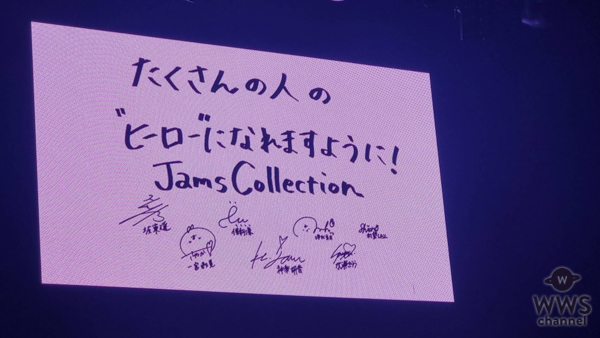 たくさんの人の
"ヒーロー"になれますように！
Jams Collection
WWS
channel